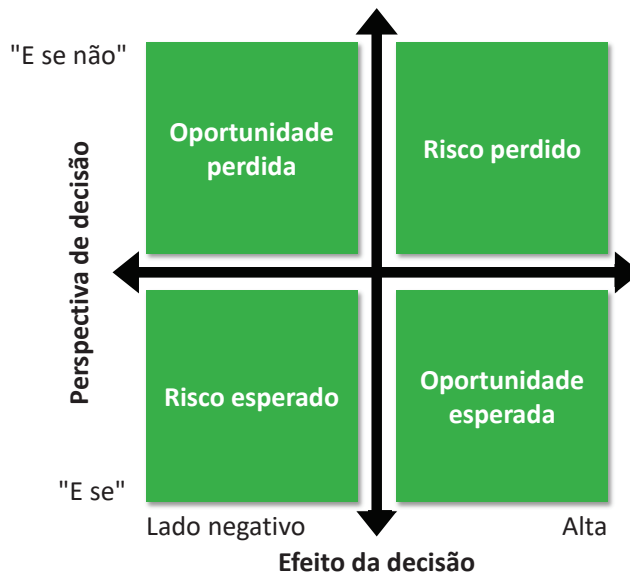 "E se não"
Oportunidade
perdida
Risco perdido
Perspectiva de decisão
Risco esperado
Oportunidade
esperada
"E se"
Lado negativo
Alta
Efeito da decisão